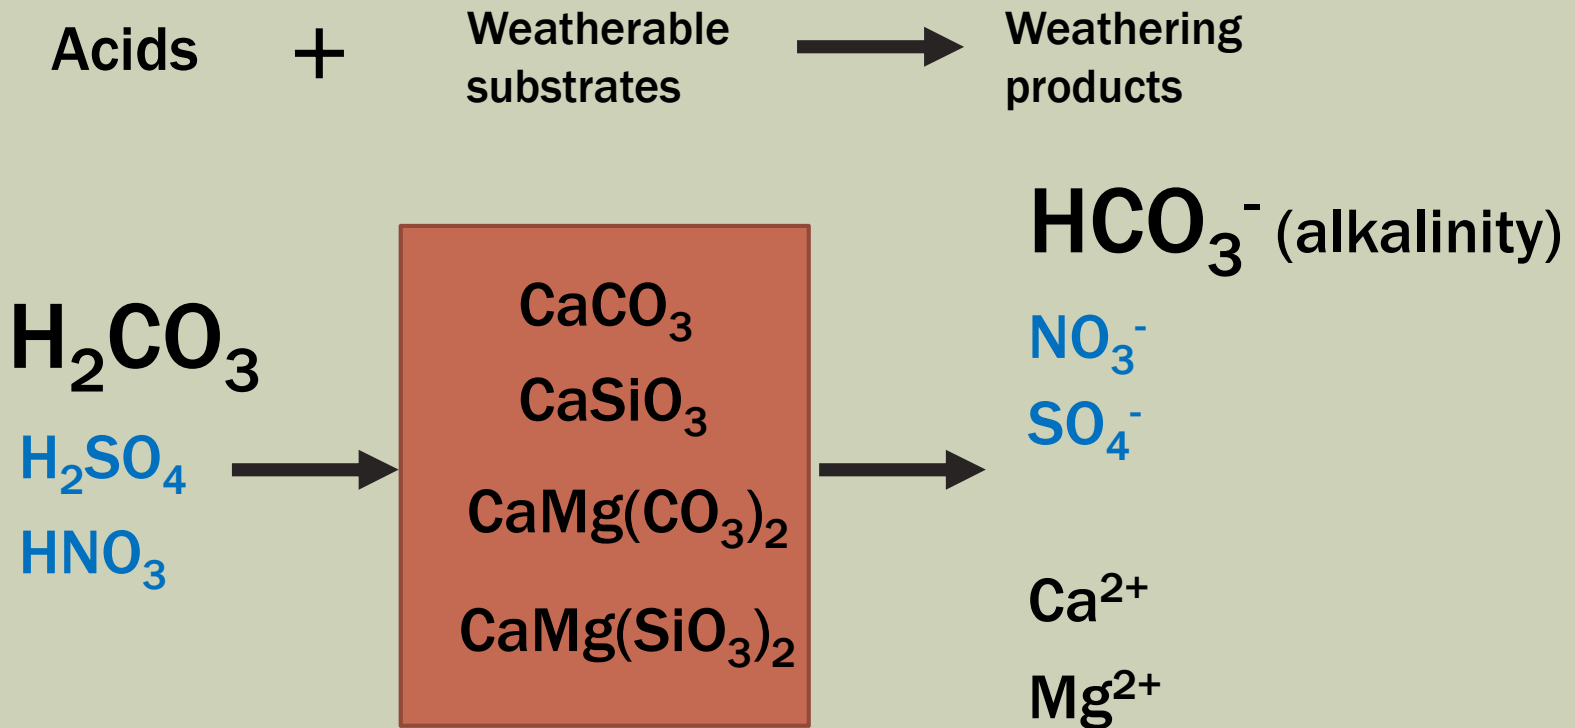 Acids + Weatherable substrates Weathering products
H₂CO₃
H₂SO₄
HNO₃
CaCO₃
CaSiO₃
CaMg(CO₃)₂
CaMg(SiO₃)₂
HCO₃⁻ (alkalinity)
NO₃⁻
SO₄⁻
Ca²⁺
Mg²⁺